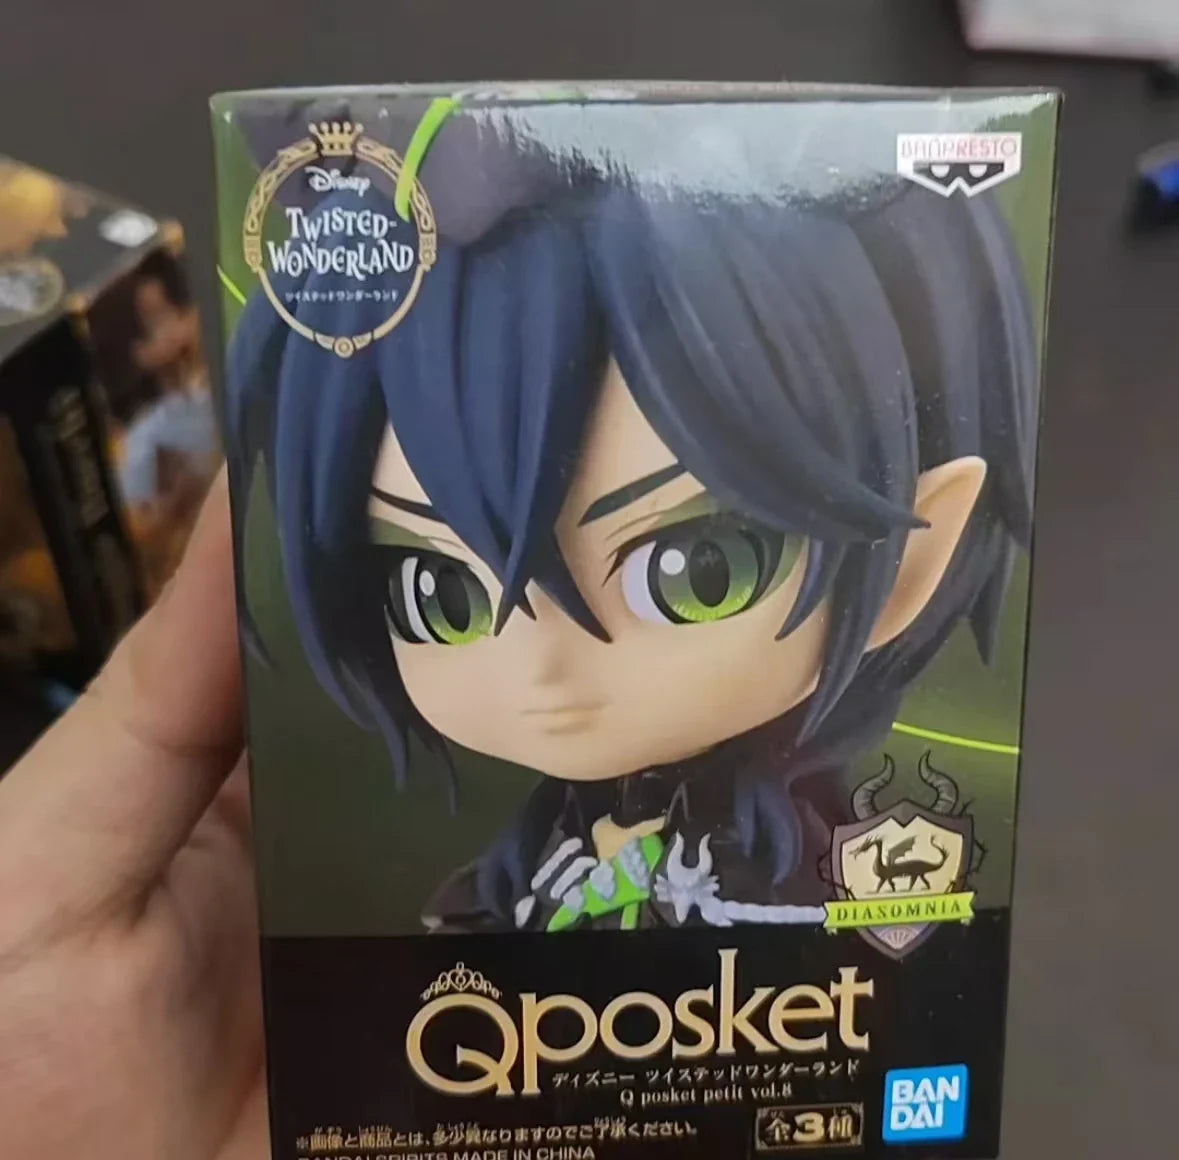 Disney
TWISTED-
WONDERLAND
ツイステッドワンダーランド
BANPRESTO
DIASOMNIA
Qposket
ディズニー ツイステッドワンダーランド
Q posket petit vol.8
BAN
DAI
全3種
※画像と商品とは、多少異なりますのでご了承ください。
BANDAI SPIRITS MADE IN CHINA